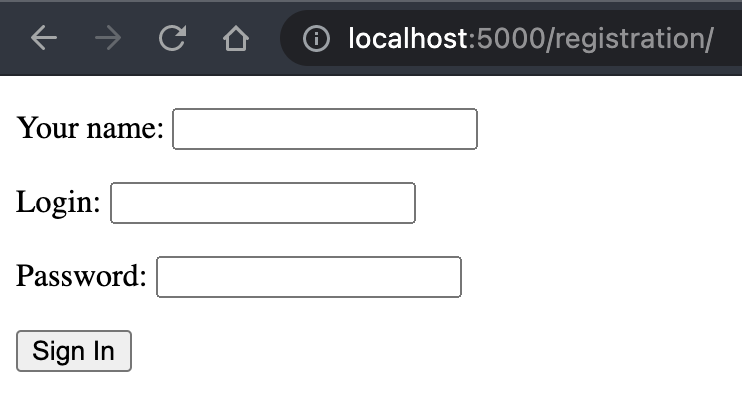 localhost:5000/registration/
Your name:
Login:
Password:
Sign In